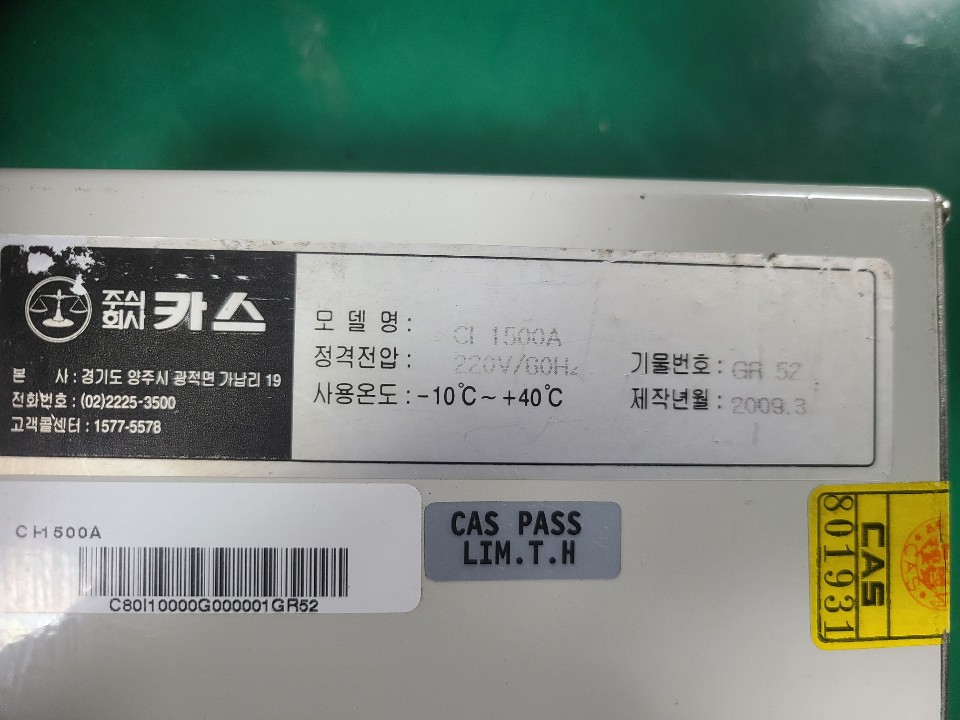 주식
회사 카스
본 사 : 경기도 양주시 광적면 가납리 19
전화번호 : (02)2225-3500
고객콜센터 : 1577-5578
모 델 명 : CI 1500A
정격전압 : 220V/60Hz
사용온도 : -10℃ ~ +40℃
기물번호 : GR 52
제작년월 : 2009.3
CI-1500A
C80I10000G000001GR52
CAS PASS
LIM.T.H
CAS
801931
CAS